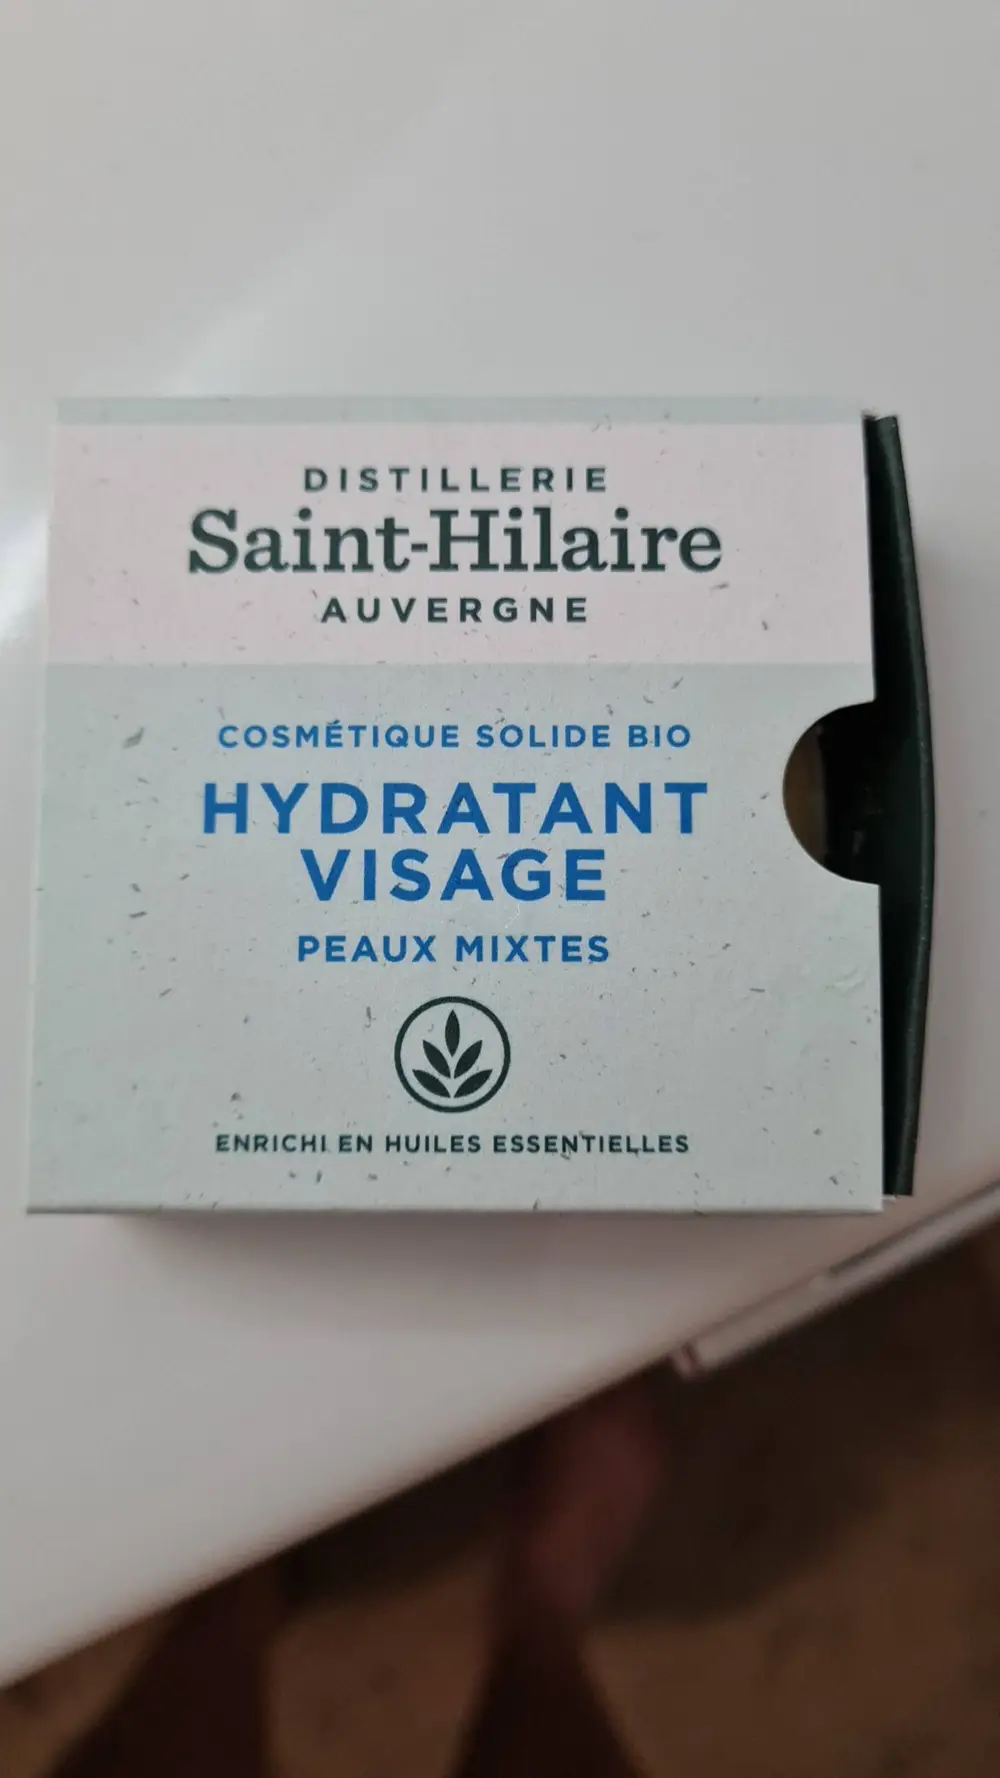 DISTILLERIE
Saint-Hilaire
AUVERGNE
COSMÉTIQUE SOLIDE BIO
HYDRATANT
VISAGE
PEAUX MIXTES
ENRICHI EN HUILES ESSENTIELLES